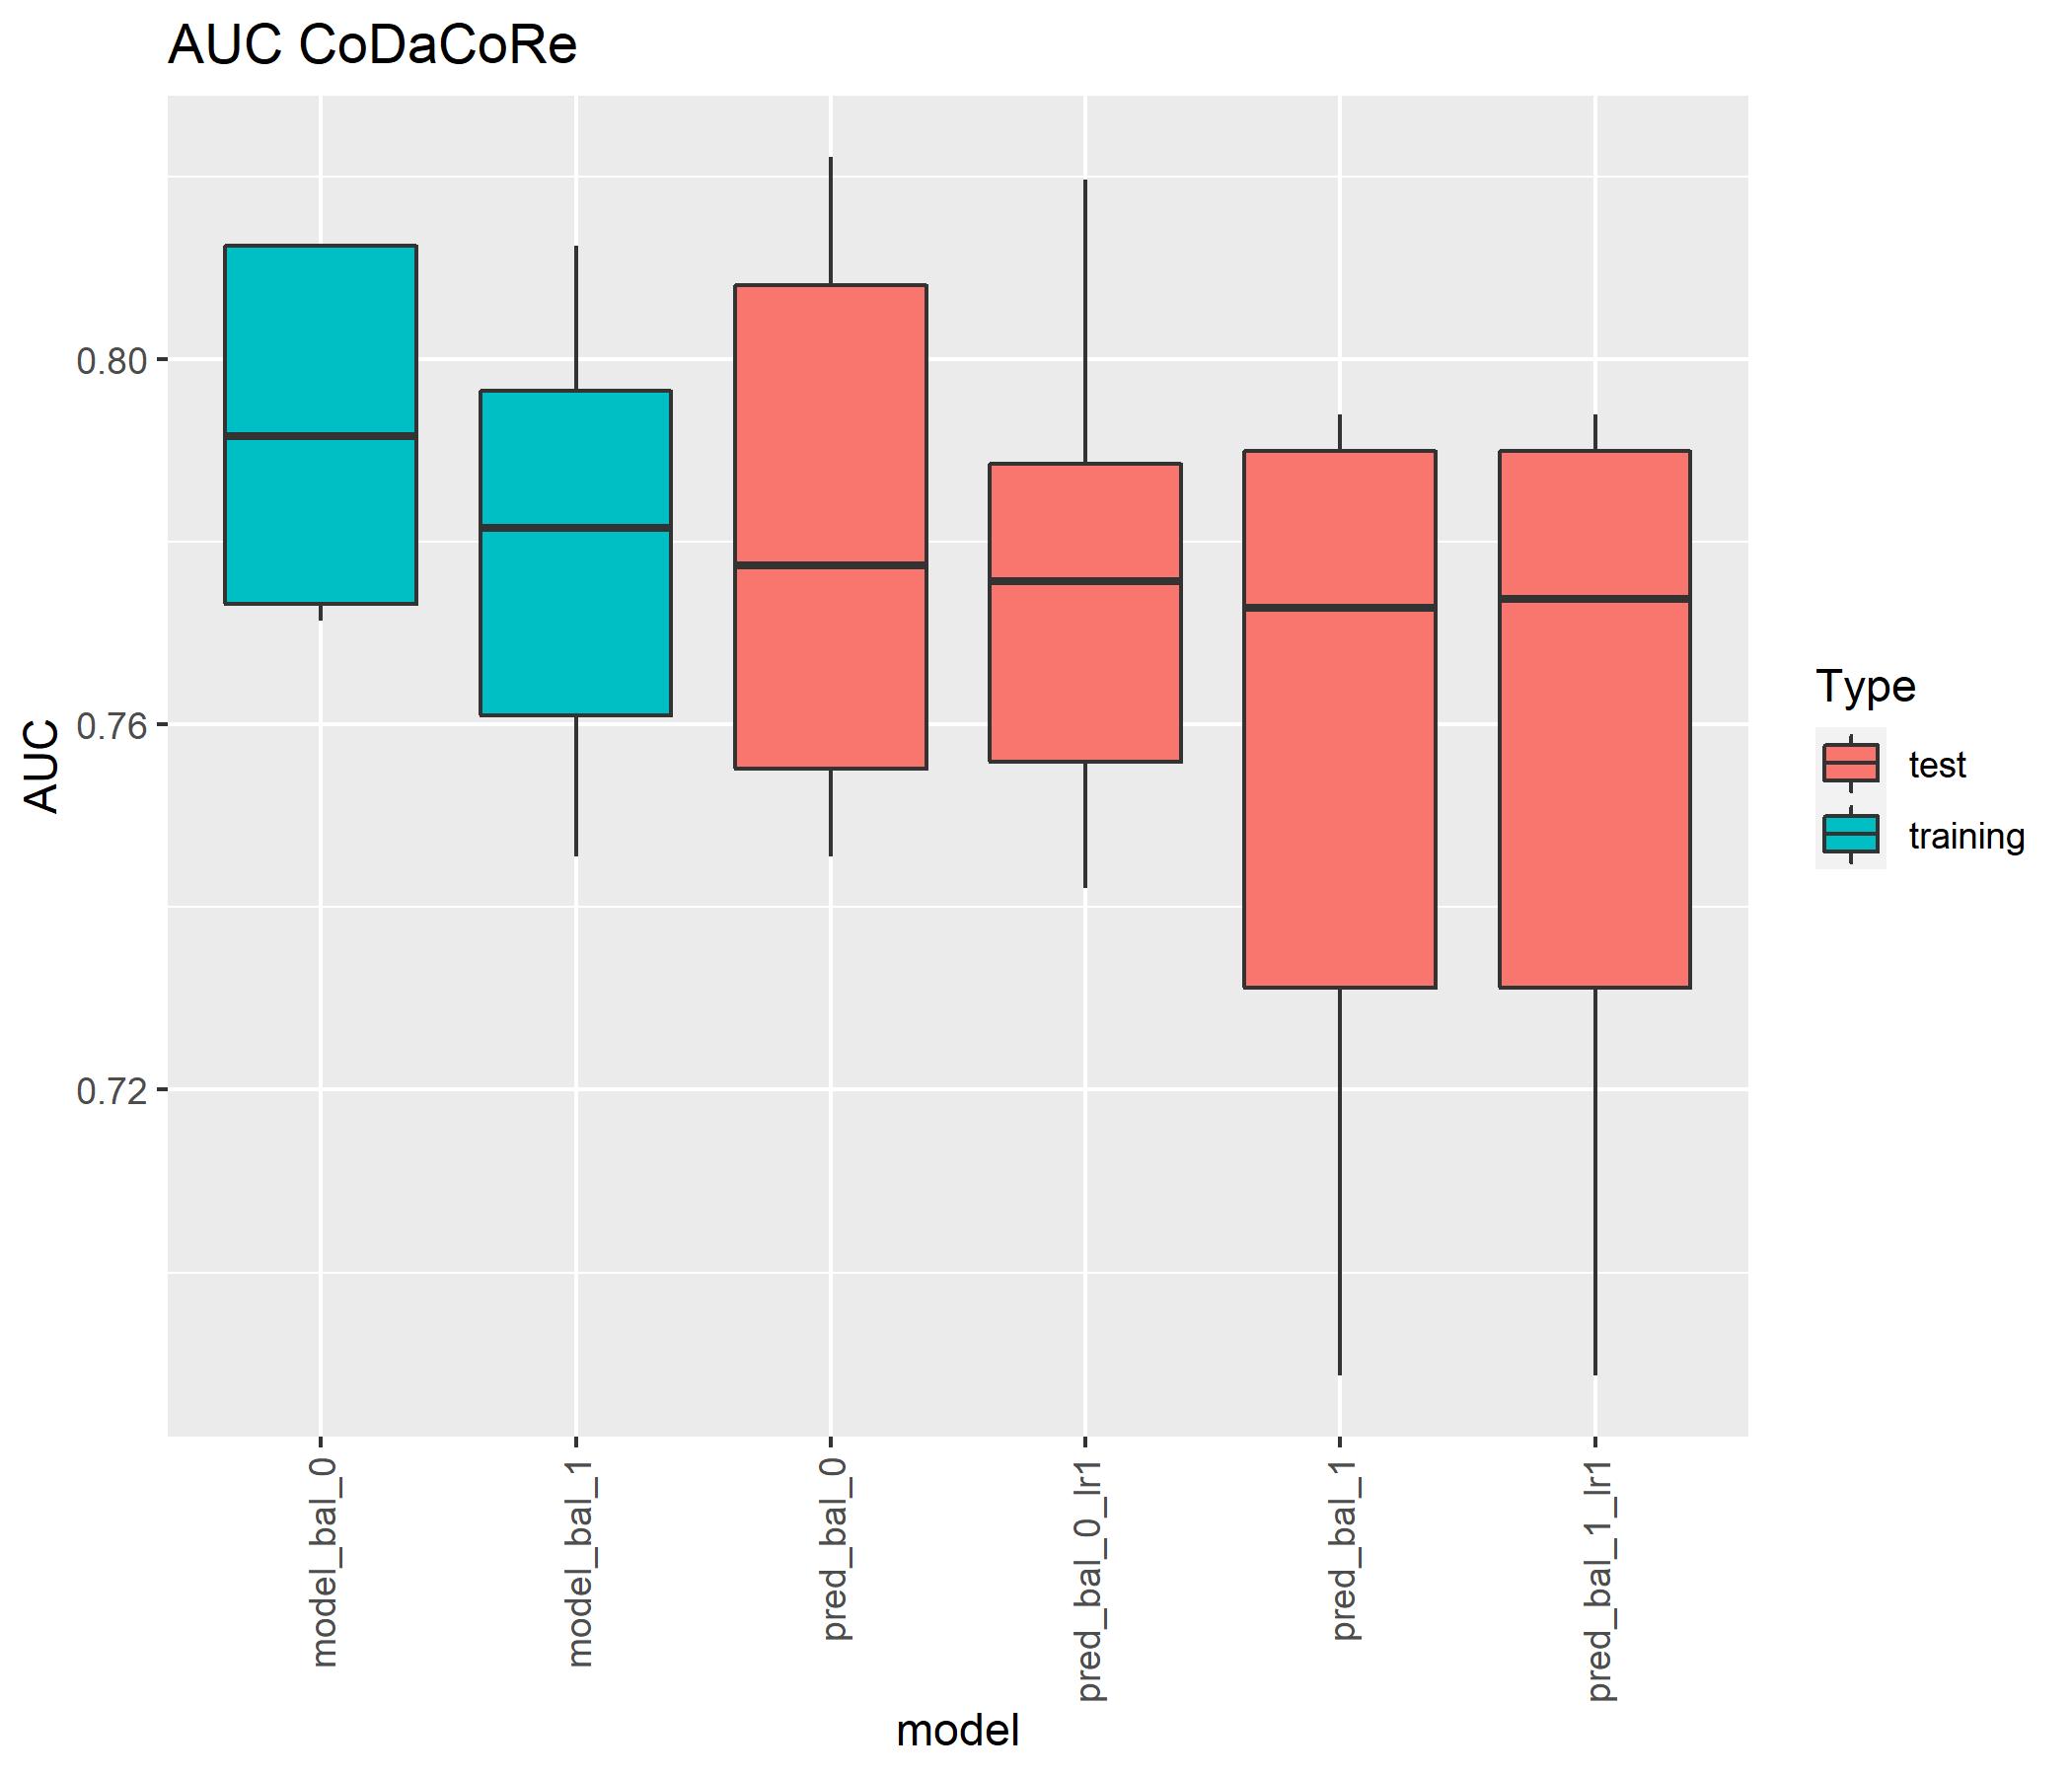 AUC CoDaCoRe
AUC
0.80
0.76
0.72
model_bal_0
model_bal_1
pred_bal_0
pred_bal_0_lr1
pred_bal_1
pred_bal_1_lr1
model
Type
test
training